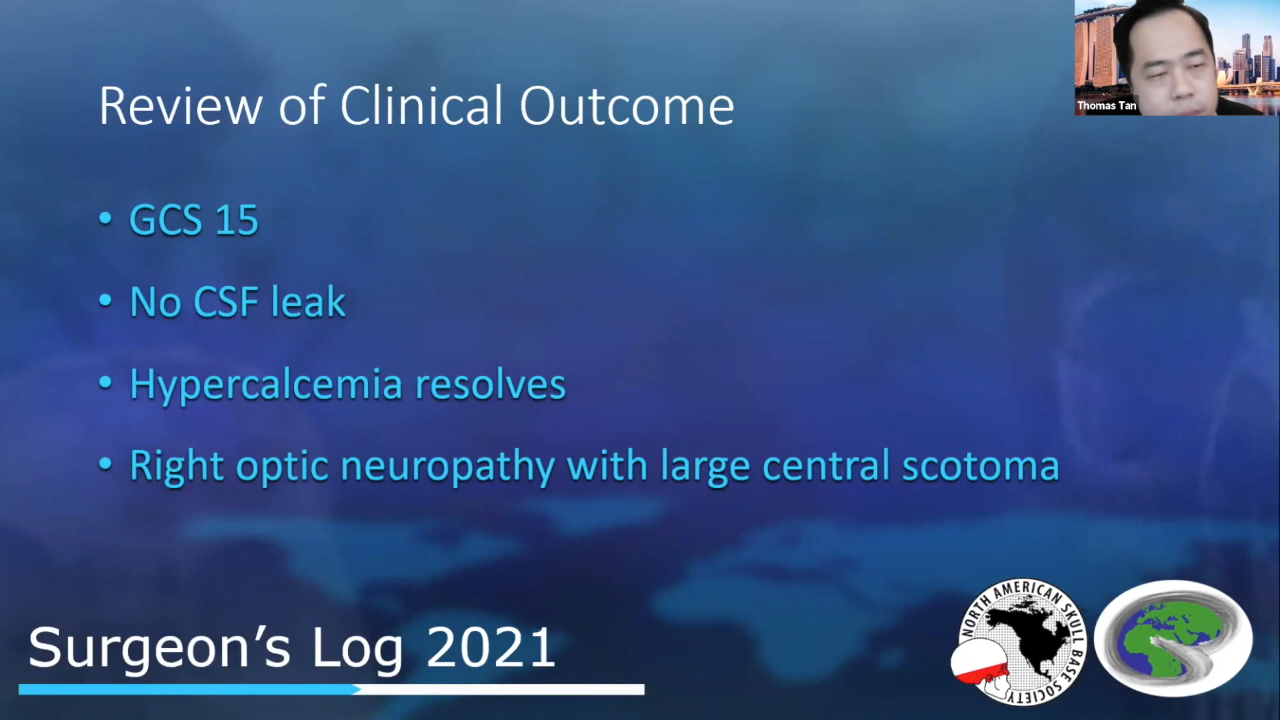 Thomas Tan
Review of Clinical Outcome
• GCS 15
• No CSF leak
• Hypercalcemia resolves
• Right optic neuropathy with large central scotoma
Surgeon’s Log 2021
NORTH AMERICAN SKULL BASE SOCIETY